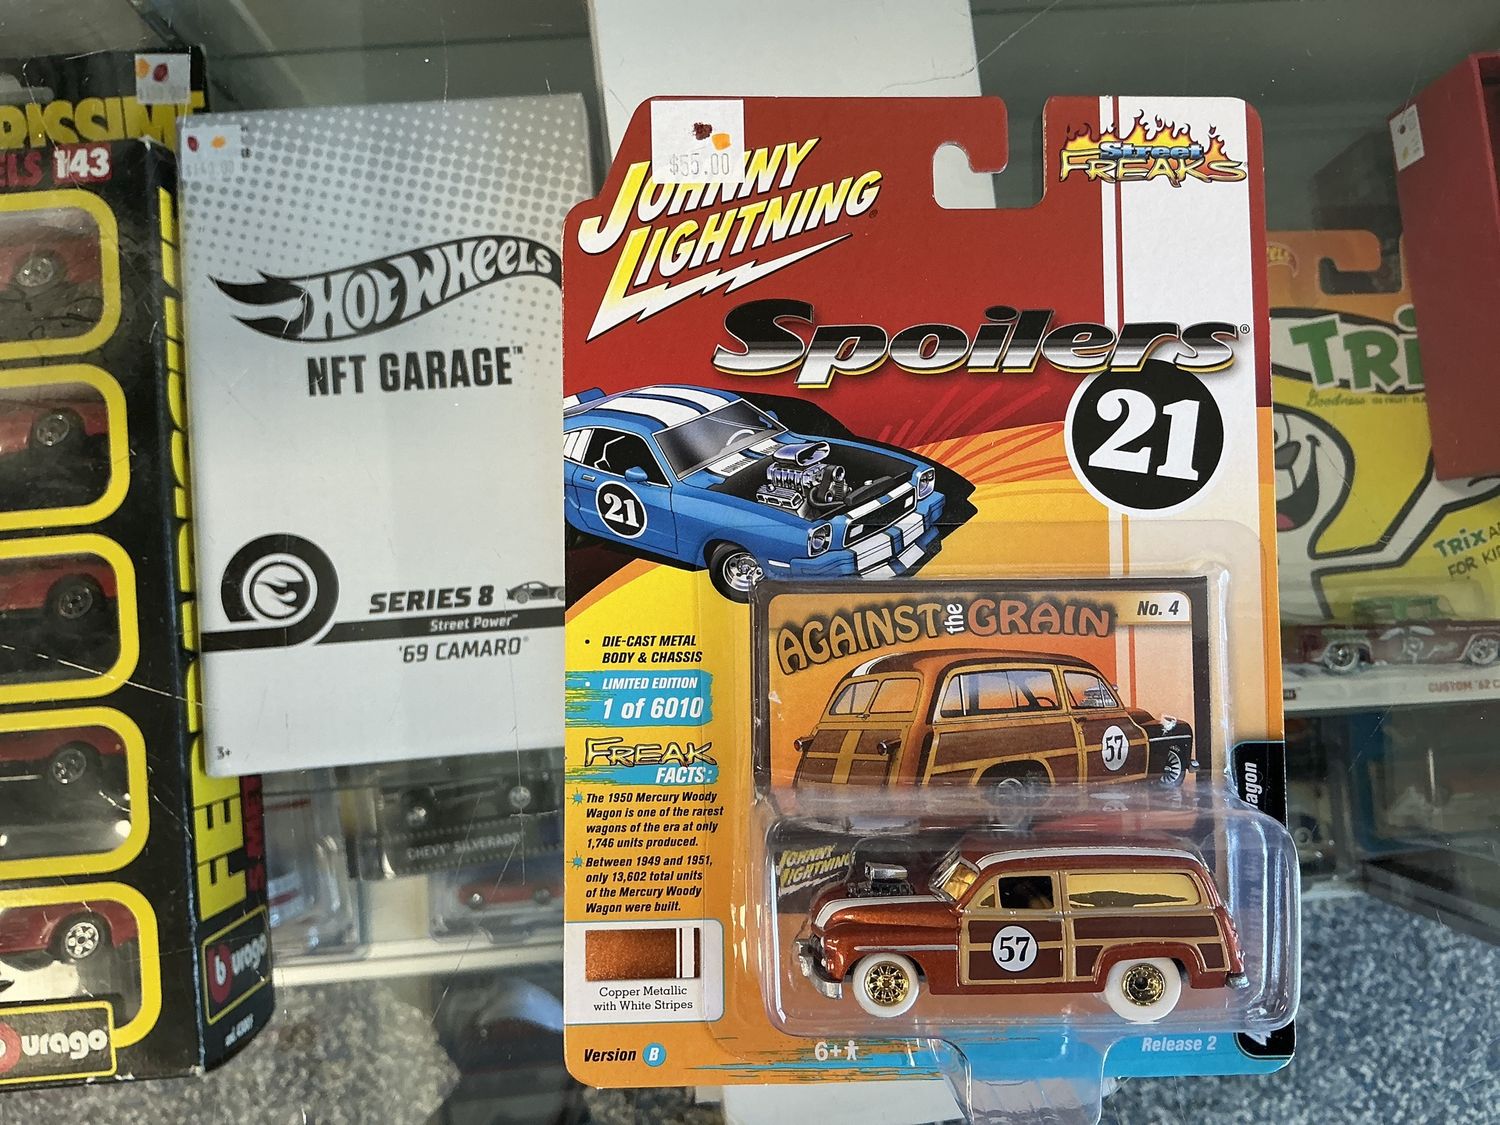 1:43
Burago
Burago
HOT WHEELS
NFT GARAGE™
SERIES 8
Street Power™
'69 CAMARO®
3+
CHEVY SILVERADO
$55.00
JOHNNY
LIGHTNING®
Street
FREAKS
Spoilers®
21
21
• DIE-CAST METAL
BODY & CHASSIS
• LIMITED EDITION
1 of 6010
FREAK
FACTS:
The 1950 Mercury Woody
Wagon is one of the rarest
wagons of the era at only
1,746 units produced.
Between 1949 and 1951,
only 13,602 total units
of the Mercury Woody
Wagon were built.
Copper Metallic
with White Stripes
Version B
6+
Release 2
AGAINST the GRAIN
No. 4
57
JOHNNY
LIGHTNING
57
TRIX
TRIX
FOR KI
CUSTOM '62 C